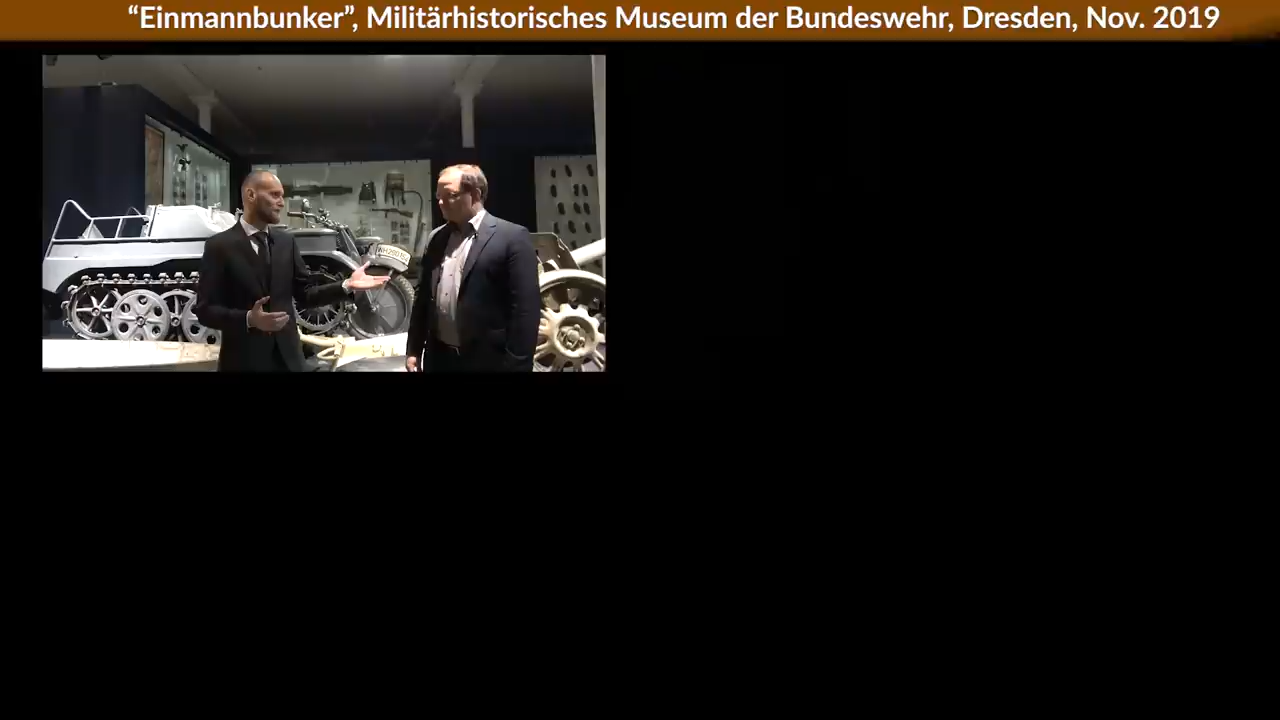 “Einmannbunker”, Militärhistorisches Museum der Bundeswehr, Dresden, Nov. 2019